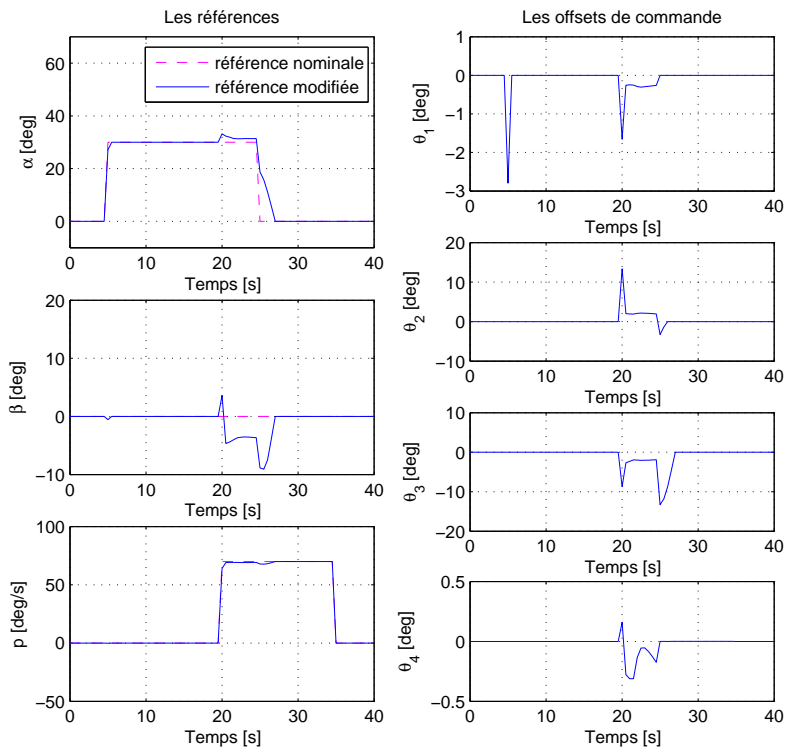 Les références
référence nominale
référence modifiée
60
40
20
0
α [deg]
0 10 20 30 40
Temps [s]
20
10
0
−10
β [deg]
0 10 20 30 40
Temps [s]
100
50
0
−50
p [deg/s]
0 10 20 30 40
Temps [s]
Les offsets de commande
1
0
−1
−2
−3
θ1 [deg]
0 10 20 30 40
Temps [s]
20
10
0
−10
θ2 [deg]
0 10 20 30 40
Temps [s]
10
0
−10
−20
θ3 [deg]
0 10 20 30 40
Temps [s]
0.5
0
−0.5
θ4 [deg]
0 10 20 30 40
Temps [s]